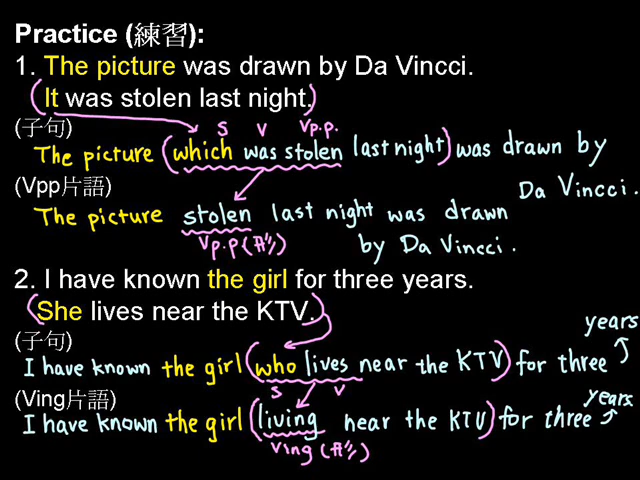 Practice (練習):
1. The picture was drawn by Da Vincci.
(It was stolen last night.)
S V Vp.p.
(子句)
The picture (which was stolen last night) was drawn by
Da Vincci.
(Vpp片語)
The picture stolen last night was drawn
Vp.p(形) by Da Vincci.
2. I have known the girl for three years.
(She lives near the KTV.)
years
(子句)
I have known the girl (who lives near the KTV) for three
S V
(Ving片語)
years
I have known the girl (living near the KTV) for three
Ving (形)